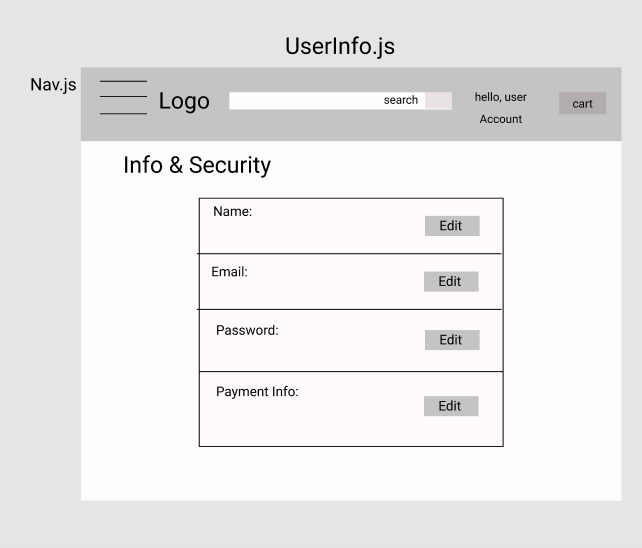 UserInfo.js
Nav.js
Logo
search
hello, user
Account
cart
Info & Security
Name:
Edit
Email:
Edit
Password:
Edit
Payment Info:
Edit